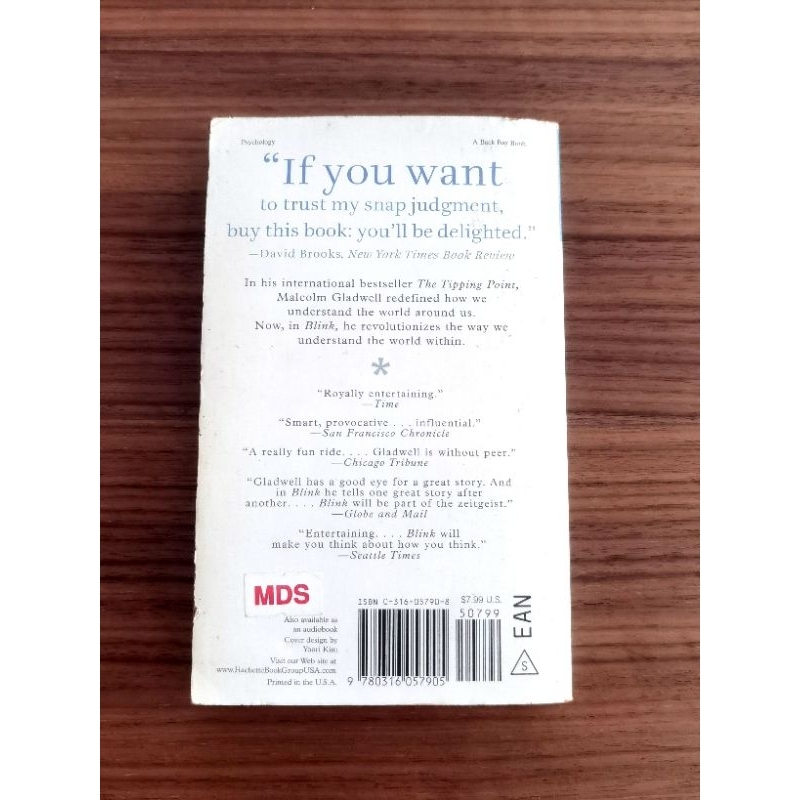 Psychology
A Back Bay Book
“If you want
to trust my snap judgment,
buy this book: you’ll be delighted.”
—David Brooks, New York Times Book Review
In his international bestseller The Tipping Point,
Malcolm Gladwell redefined how we
understand the world around us.
Now, in Blink, he revolutionizes the way we
understand the world within.
*
“Royally entertaining.”
—Time
“Smart, provocative . . . influential.”
—San Francisco Chronicle
“A really fun ride. . . . Gladwell is without peer.”
—Chicago Tribune
“Gladwell has a good eye for a great story. And
in Blink he tells one great story after
another. . . . Blink will be part of the zeitgeist.”
—Globe and Mail
“Entertaining. . . . Blink will
make you think about how you think.”
—Seattle Times
MDS
Also available as
an audiobook
Cover design by
Yoori Kim
Visit our Web site at
www.HachetteBookGroupUSA.com
Printed in the U.S.A.
ISBN 0-316-05790-8
$7.99 U.S.
50799
9 780316 057905
EAN
S